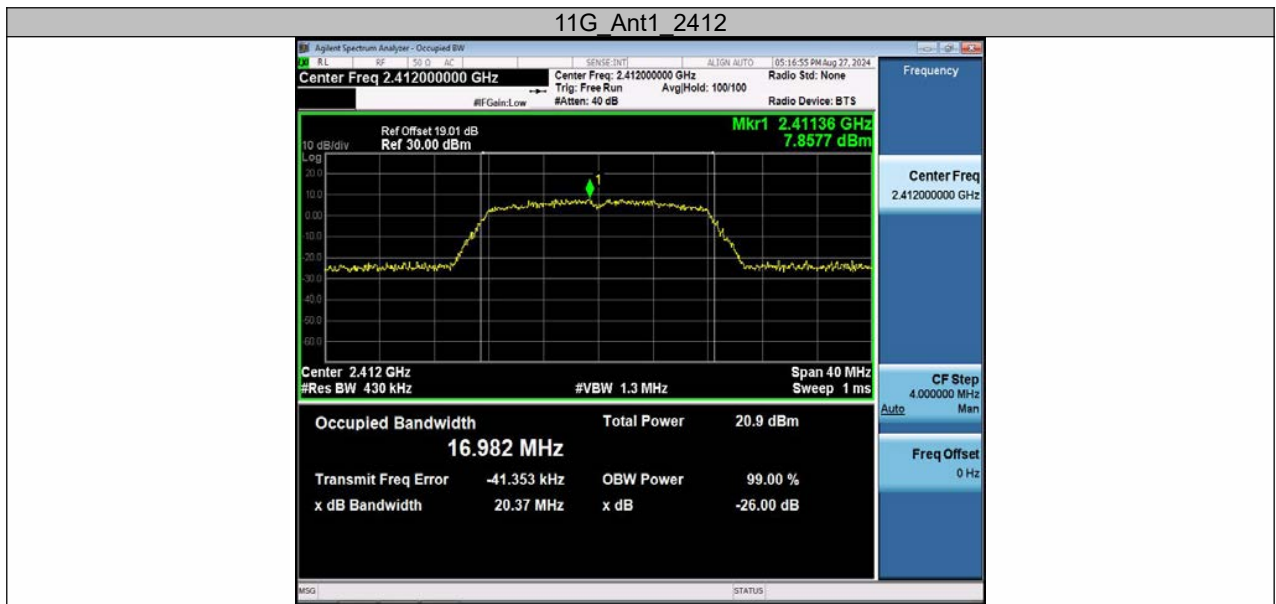 11G_Ant1_2412
Agilent Spectrum Analyzer - Occupied BW
RL RF 50 Ω AC SENSE:INT ALIGN AUTO 05:16:55 PM Aug 27, 2024
Center Freq 2.412000000 GHz
Center Freq: 2.412000000 GHz
Radio Std: None
Trig: Free Run Avg|Hold: 100/100
#IFGain:Low
#Atten: 40 dB
Radio Device: BTS
Frequency
Mkr1 2.41136 GHz
7.8577 dBm
Ref Offset 19.01 dB
10 dB/div Ref 30.00 dBm
Log
20.0
1
10.0
0.00
-10.0
-20.0
-30.0
-40.0
-50.0
-60.0
Center 2.412 GHz Span 40 MHz
#Res BW 430 kHz #VBW 1.3 MHz Sweep 1 ms
Center Freq
2.412000000 GHz
CF Step
4.000000 MHz
Auto Man
Freq Offset
0 Hz
Occupied Bandwidth Total Power 20.9 dBm
16.982 MHz
Transmit Freq Error -41.353 kHz OBW Power 99.00 %
x dB Bandwidth 20.37 MHz x dB -26.00 dB
MSG STATUS